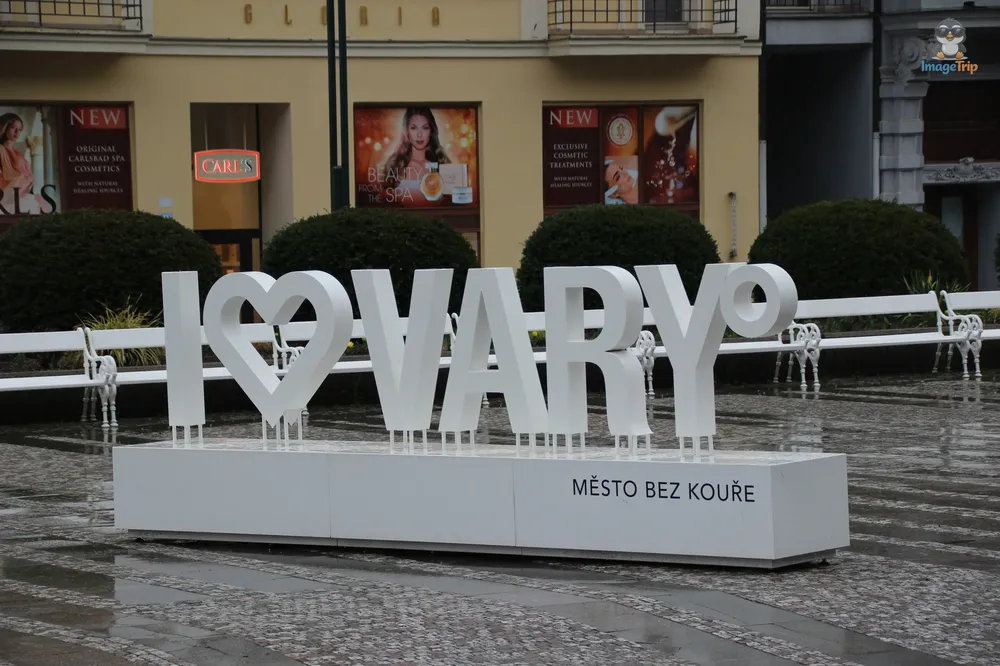 GLORIA
ImageTrip
NEW
ORIGINAL
CARLSBAD SPA
COSMETICS
WITH NATURAL
HEALING SOURCES
CARL'S
BEAUTY
FROM THE SPA
NEW
EXCLUSIVE
COSMETIC
TREATMENTS
WITH NATURAL
HEALING SOURCES
I ♥ VARY°
MĚSTO BEZ KOUŘE